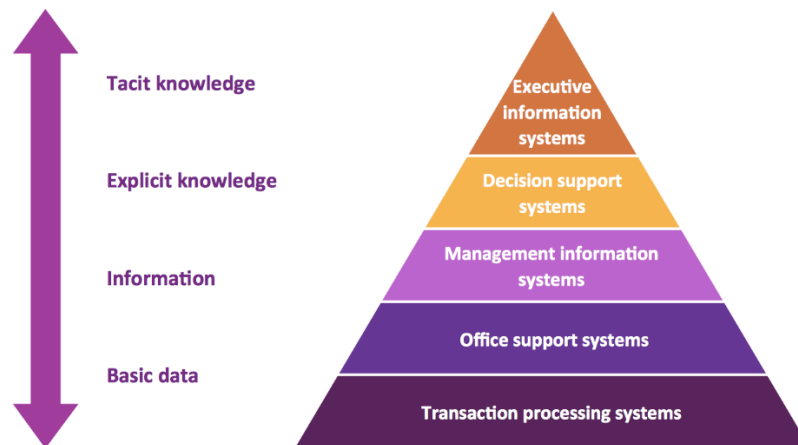 Tacit knowledge
Explicit knowledge
Information
Basic data
Executive
information
systems
Decision support
systems
Management information
systems
Office support systems
Transaction processing systems